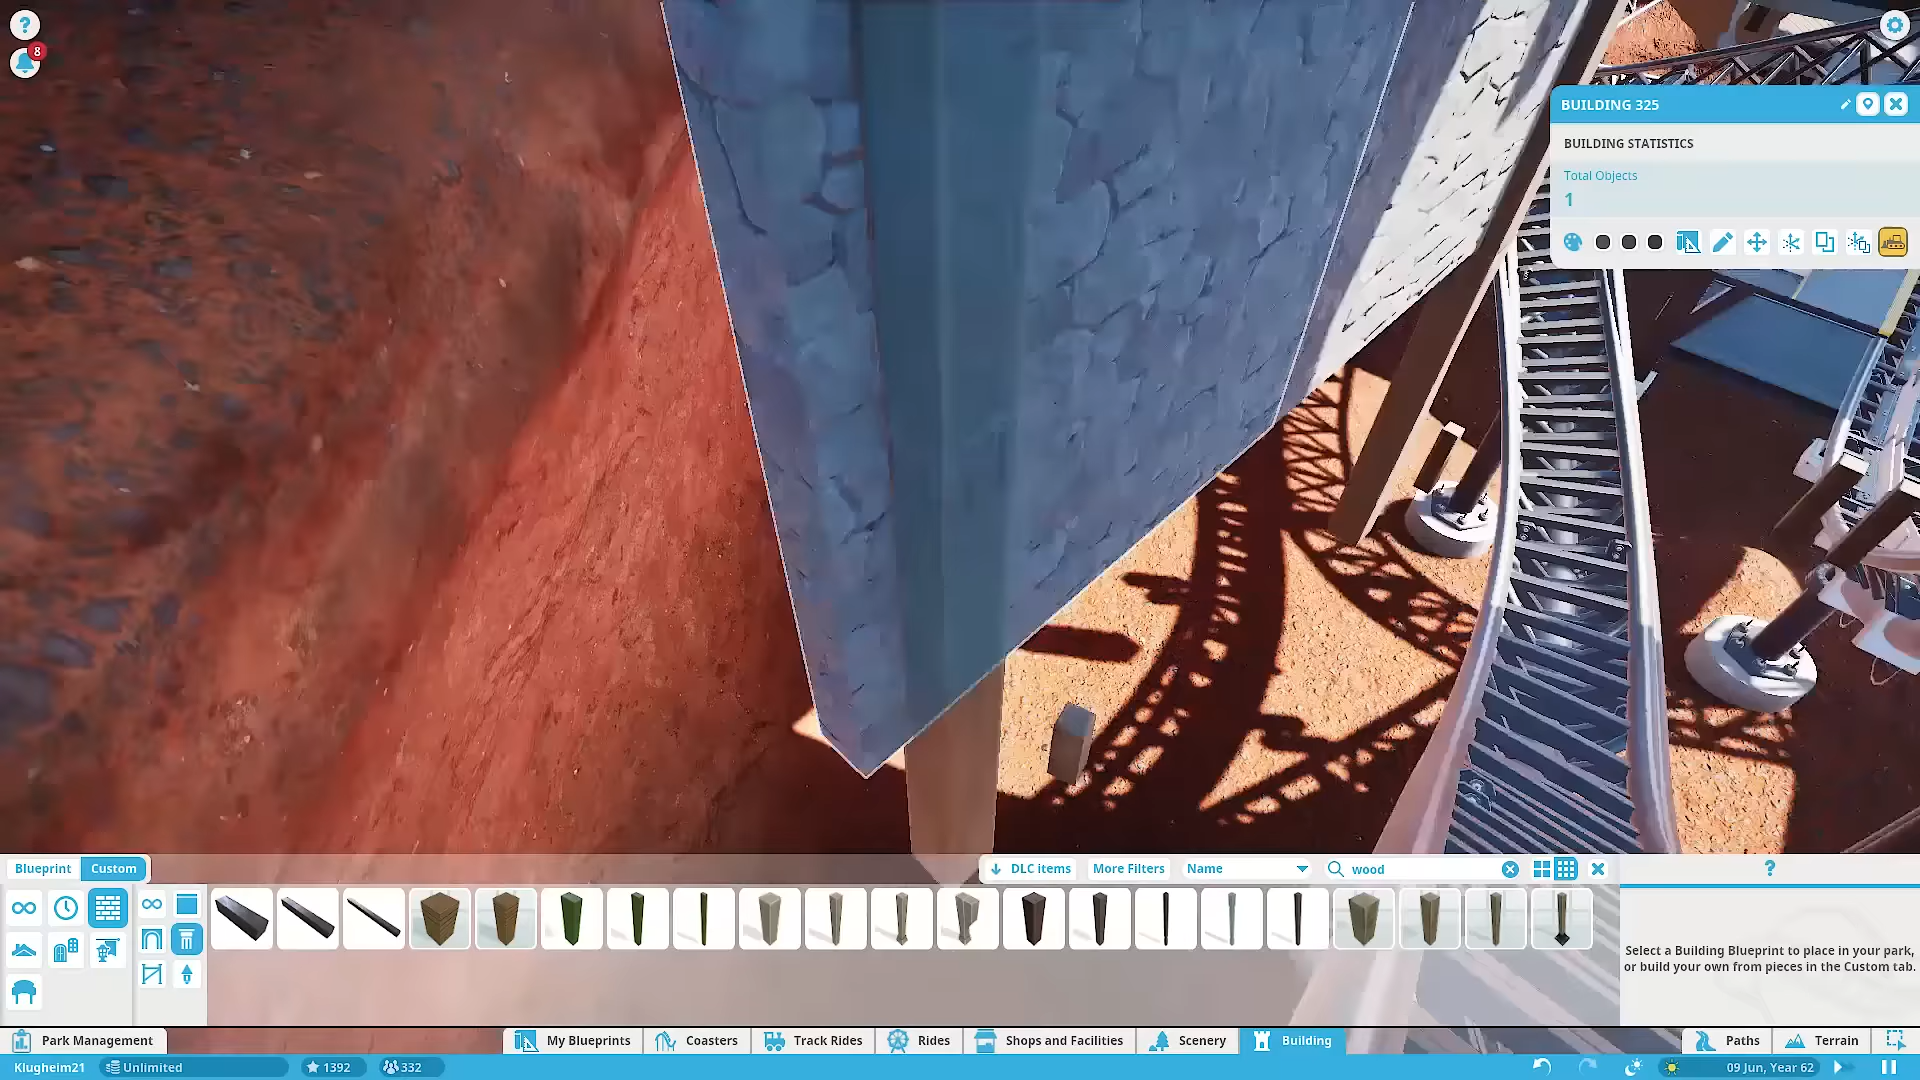 ?
8
BUILDING 325
BUILDING STATISTICS
Total Objects
1
Blueprint
Custom
DLC items
More Filters
Name
wood
?
Select a Building Blueprint to place in your park,
or build your own from pieces in the Custom tab.
Park Management
My Blueprints
Coasters
Track Rides
Rides
Shops and Facilities
Scenery
Building
Paths
Terrain
Klugheim21
Unlimited
1392
332
09 Jun, Year 62